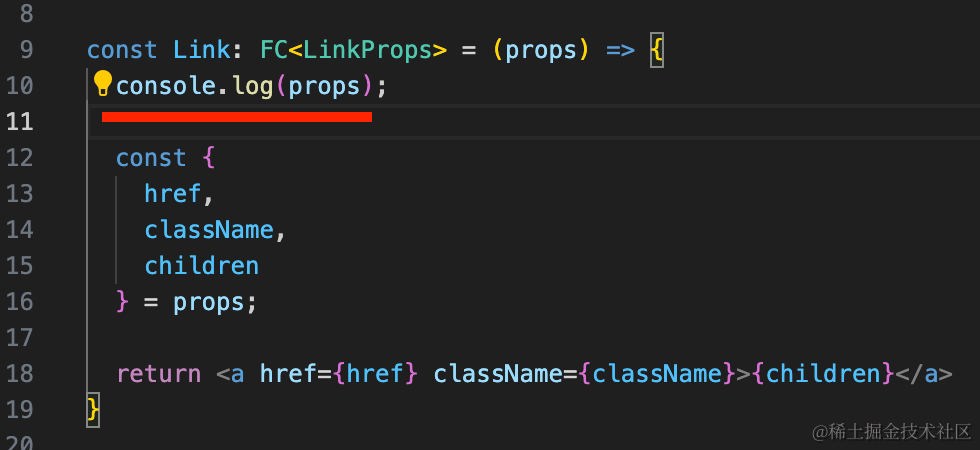 8
9 const Link: FC<LinkProps> = (props) => {
10 console.log(props);
11
12 const {
13 href,
14 className,
15 children
16 } = props;
17
18 return <a href={href} className={className}>{children}</a>
19 }
20
@稀土掘金技术社区